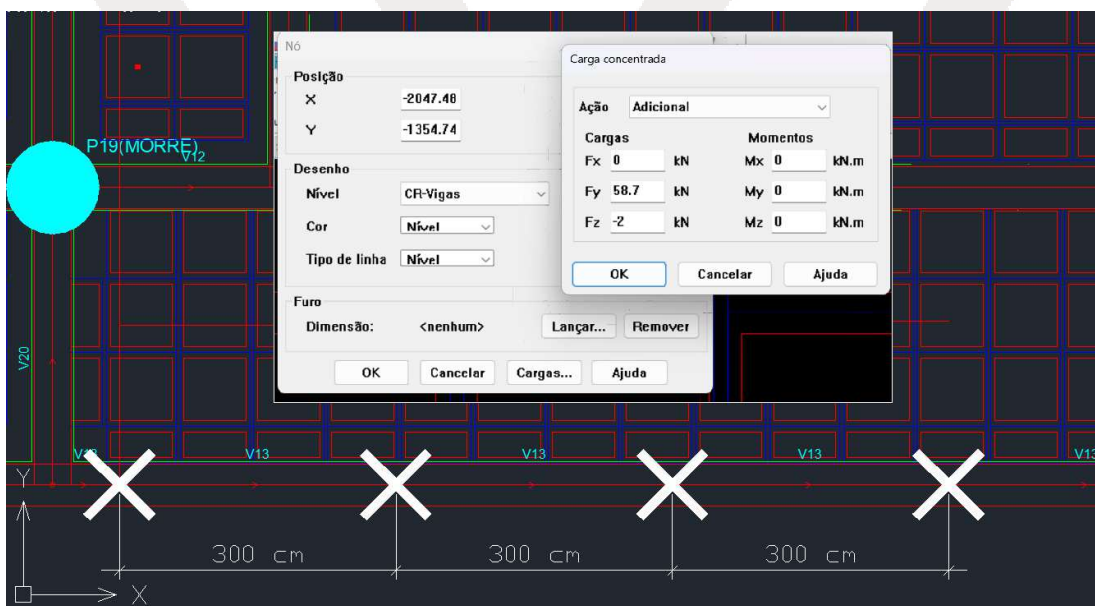 Nó
Posição
X -2047.48
Y -1354.74
Desenho
Nível CR-Vigas
Cor Nível
Tipo de linha Nível
Furo
Dimensão: <nenhum> Lançar... Remover
OK Cancelar Cargas... Ajuda
Carga concentrada
Ação Adicional
Cargas Momentos
Fx 0 kN Mx 0 kN.m
Fy 58.7 kN My 0 kN.m
Fz -2 kN Mz 0 kN.m
OK Cancelar Ajuda
P19(MORRE)
V12
V20
V13 V13 V13 V13
Y
300 cm 300 cm 300 cm
X